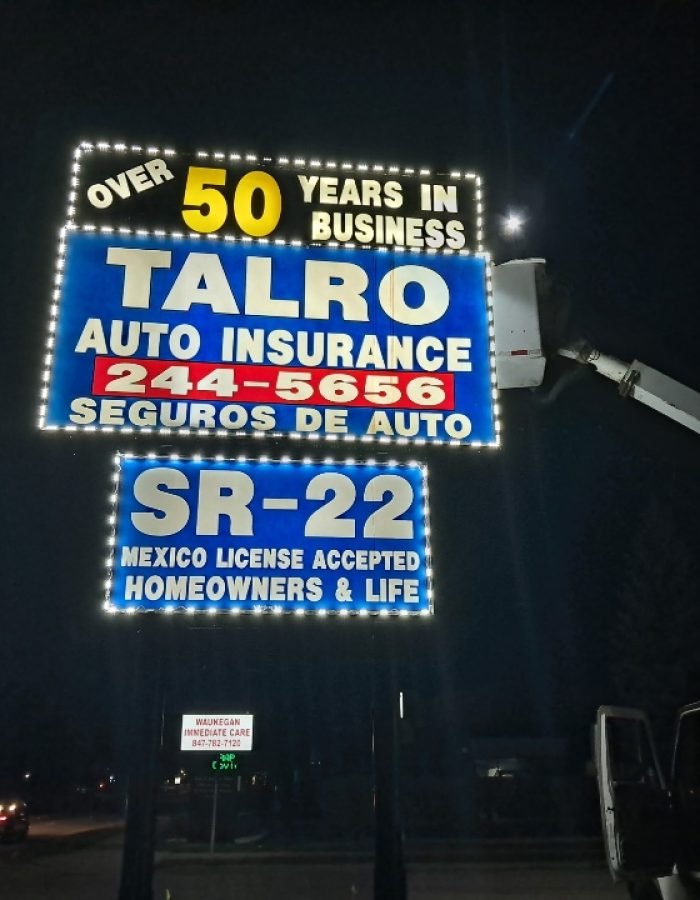 OVER 50 YEARS IN
BUSINESS
TALRO
AUTO INSURANCE
244-5656
SEGUROS DE AUTO
SR-22
MEXICO LICENSE ACCEPTED
HOMEOWNERS & LIFE
WAUKEGAN
IMMEDIATE CARE
847-782-7120